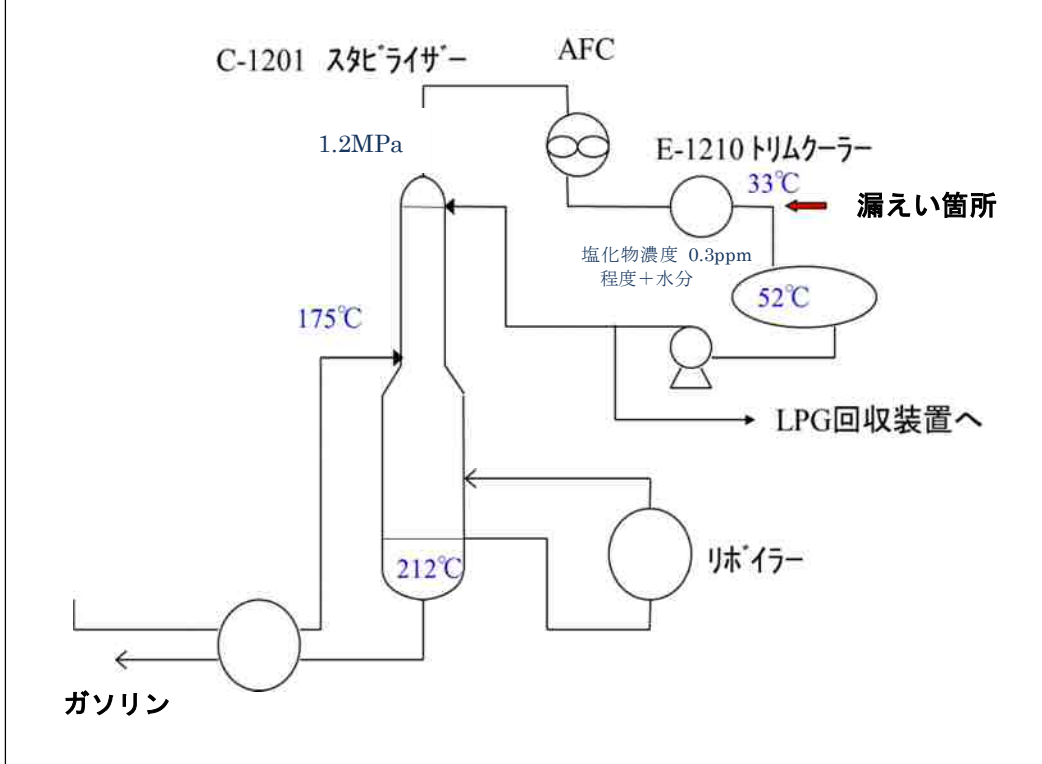 C-1201 スタビライザー
AFC
1.2MPa
E-1210 トリムクーラー
33℃
漏えい箇所
塩化物濃度 0.3ppm
程度＋水分
52℃
175℃
LPG回収装置へ
212℃
リボイラー
ガソリン